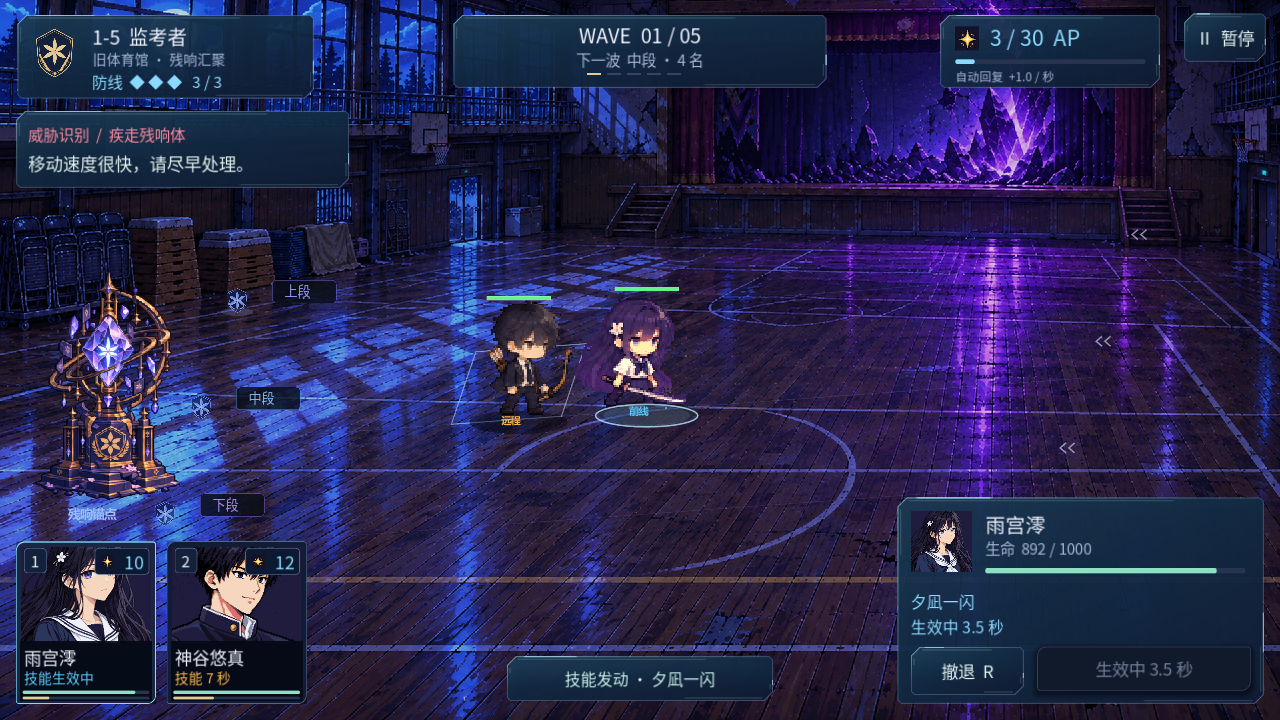 1-5 监考者
旧体育馆 · 残响汇聚
防线 ◆◆◆ 3 / 3
WAVE 01 / 05
下一波 中段 · 4 名
3 / 30 AP
自动回复 +1.0 / 秒
II 暂停
威胁识别 / 疾走残响体
移动速度很快，请尽早处理。
<<
上段
<<
中段
远程
前线
<<
下段
残响锚点
1
10
雨宫澪
技能生效中
2
12
神谷悠真
技能 7 秒
技能发动 · 夕凪一闪
雨宫澪
生命 892 / 1000
夕凪一闪
生效中 3.5 秒
撤退 R
生效中 3.5 秒